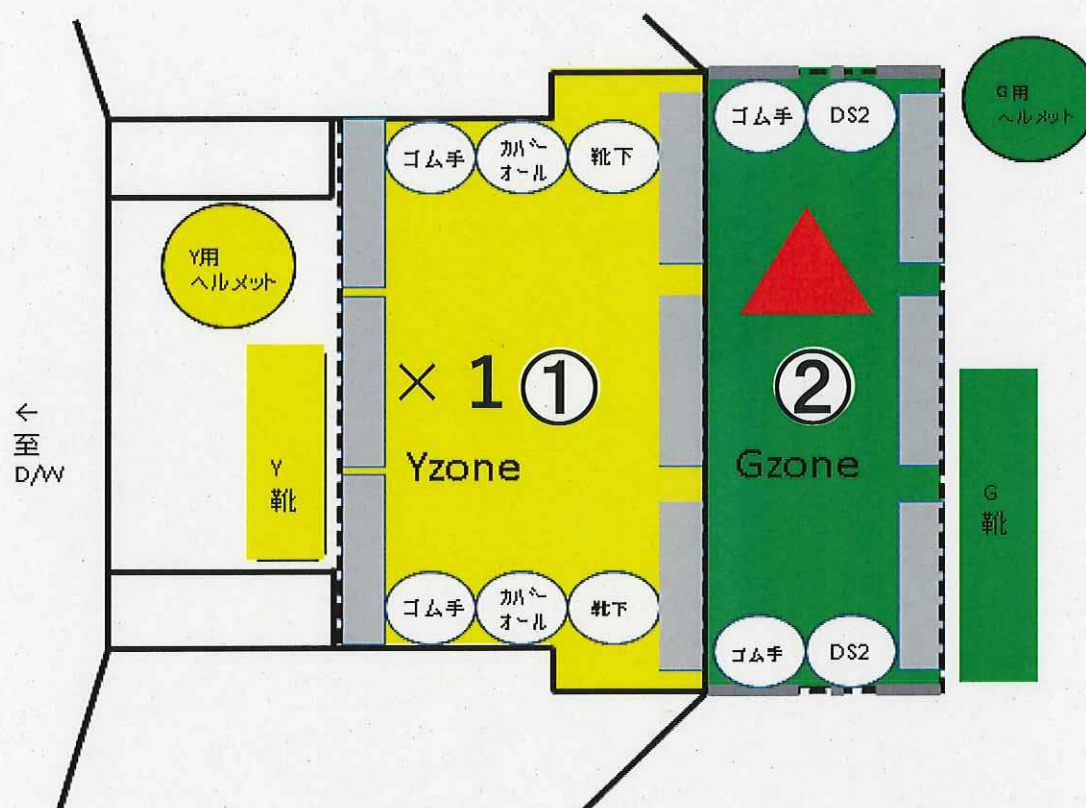 ゴム手
DS2
G用
ヘルメット
ゴム手
カバー
オール
靴下
Y用
ヘルメット
× 1 ①
②
←
至
D/W
Yzone
Gzone
Y
靴
G
靴
ゴム手
カバー
オール
靴下
ゴム手
DS2